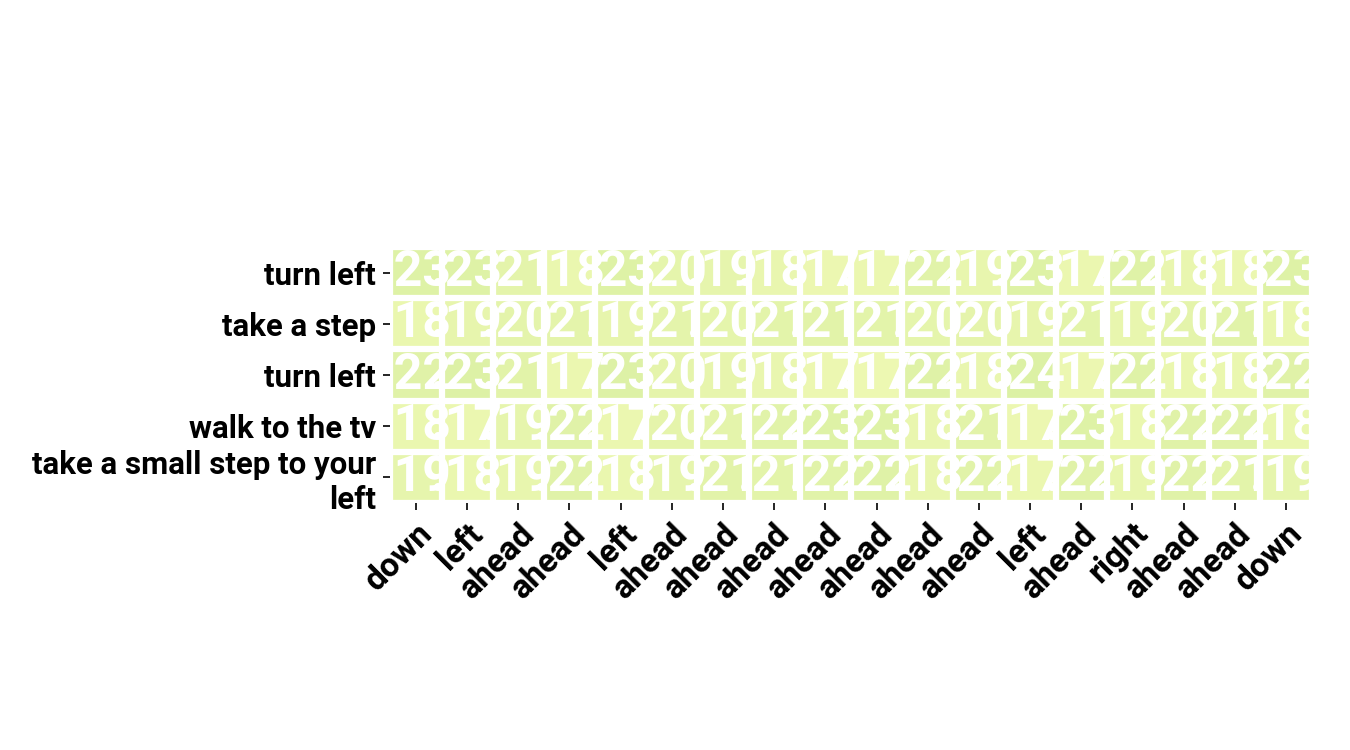 turn left 23 23 21 18 23 20 19 18 17 17 22 19 23 17 22 18 18 23
take a step 18 19 20 21 19 21 20 21 21 21 20 20 19 21 19 20 21 18
turn left 22 23 21 17 23 20 19 18 17 17 22 18 24 17 22 18 18 22
walk to the tv 18 17 19 22 17 20 21 22 23 23 18 21 17 23 18 22 22 18
take a small step to your
left 19 18 19 22 18 19 21 21 22 22 18 22 17 22 19 22 21 19
down left ahead ahead left ahead ahead ahead ahead ahead ahead ahead left ahead right ahead ahead down